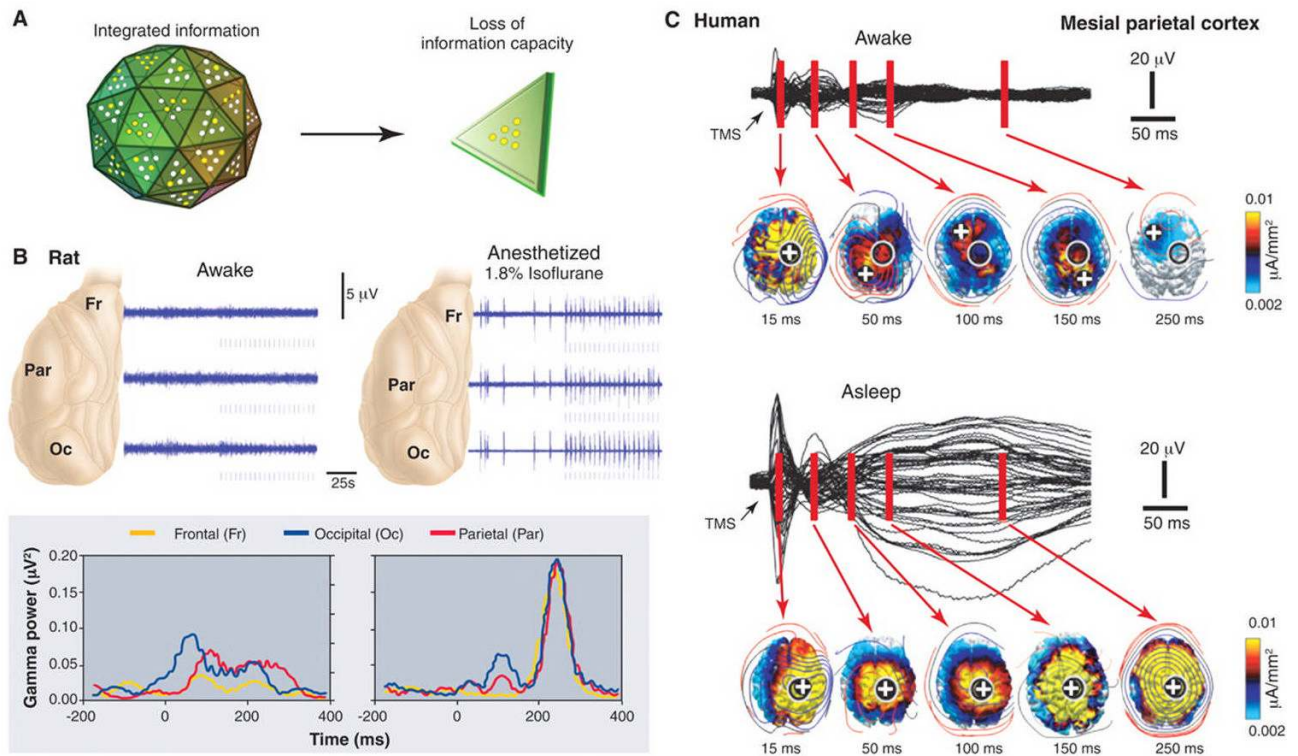 A
Integrated information
Loss of
information capacity
B
Rat
Awake
5 µV
Anesthetized
1.8% Isoflurane
Fr
Par
Oc
Fr
Par
Oc
25s
Frontal (Fr)
Occipital (Oc)
Parietal (Par)
Gamma power (µV²)
0.20
0.15
0.10
0.05
0.00
-200
0
200
400
-200
0
200
400
Time (ms)
C
Human
Mesial parietal cortex
Awake
20 µV
50 ms
TMS
0.01
µA/mm²
0.002
15 ms
50 ms
100 ms
150 ms
250 ms
Asleep
20 µV
50 ms
TMS
0.01
µA/mm²
0.002
15 ms
50 ms
100 ms
150 ms
250 ms